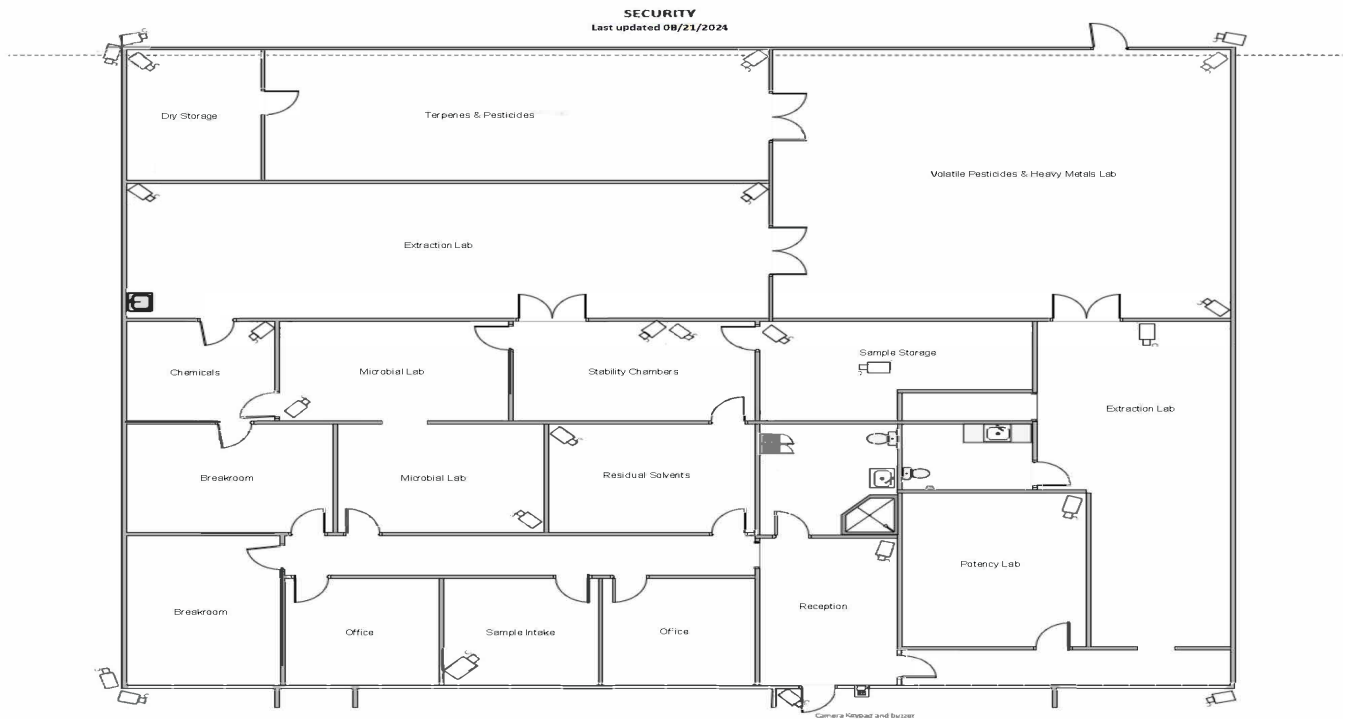 SECURITY
Last updated 08/21/2024
Dry Storage
Terpenes & Pesticides
Volatile Pesticides & Heavy Metals Lab
Extraction Lab
Chemicals
Microbial Lab
Stability Chambers
Sample Storage
Extraction Lab
Breakroom
Microbial Lab
Residual Solvents
Potency Lab
Breakroom
Office
Sample Intake
Office
Reception
Camera Keypad and buzzer